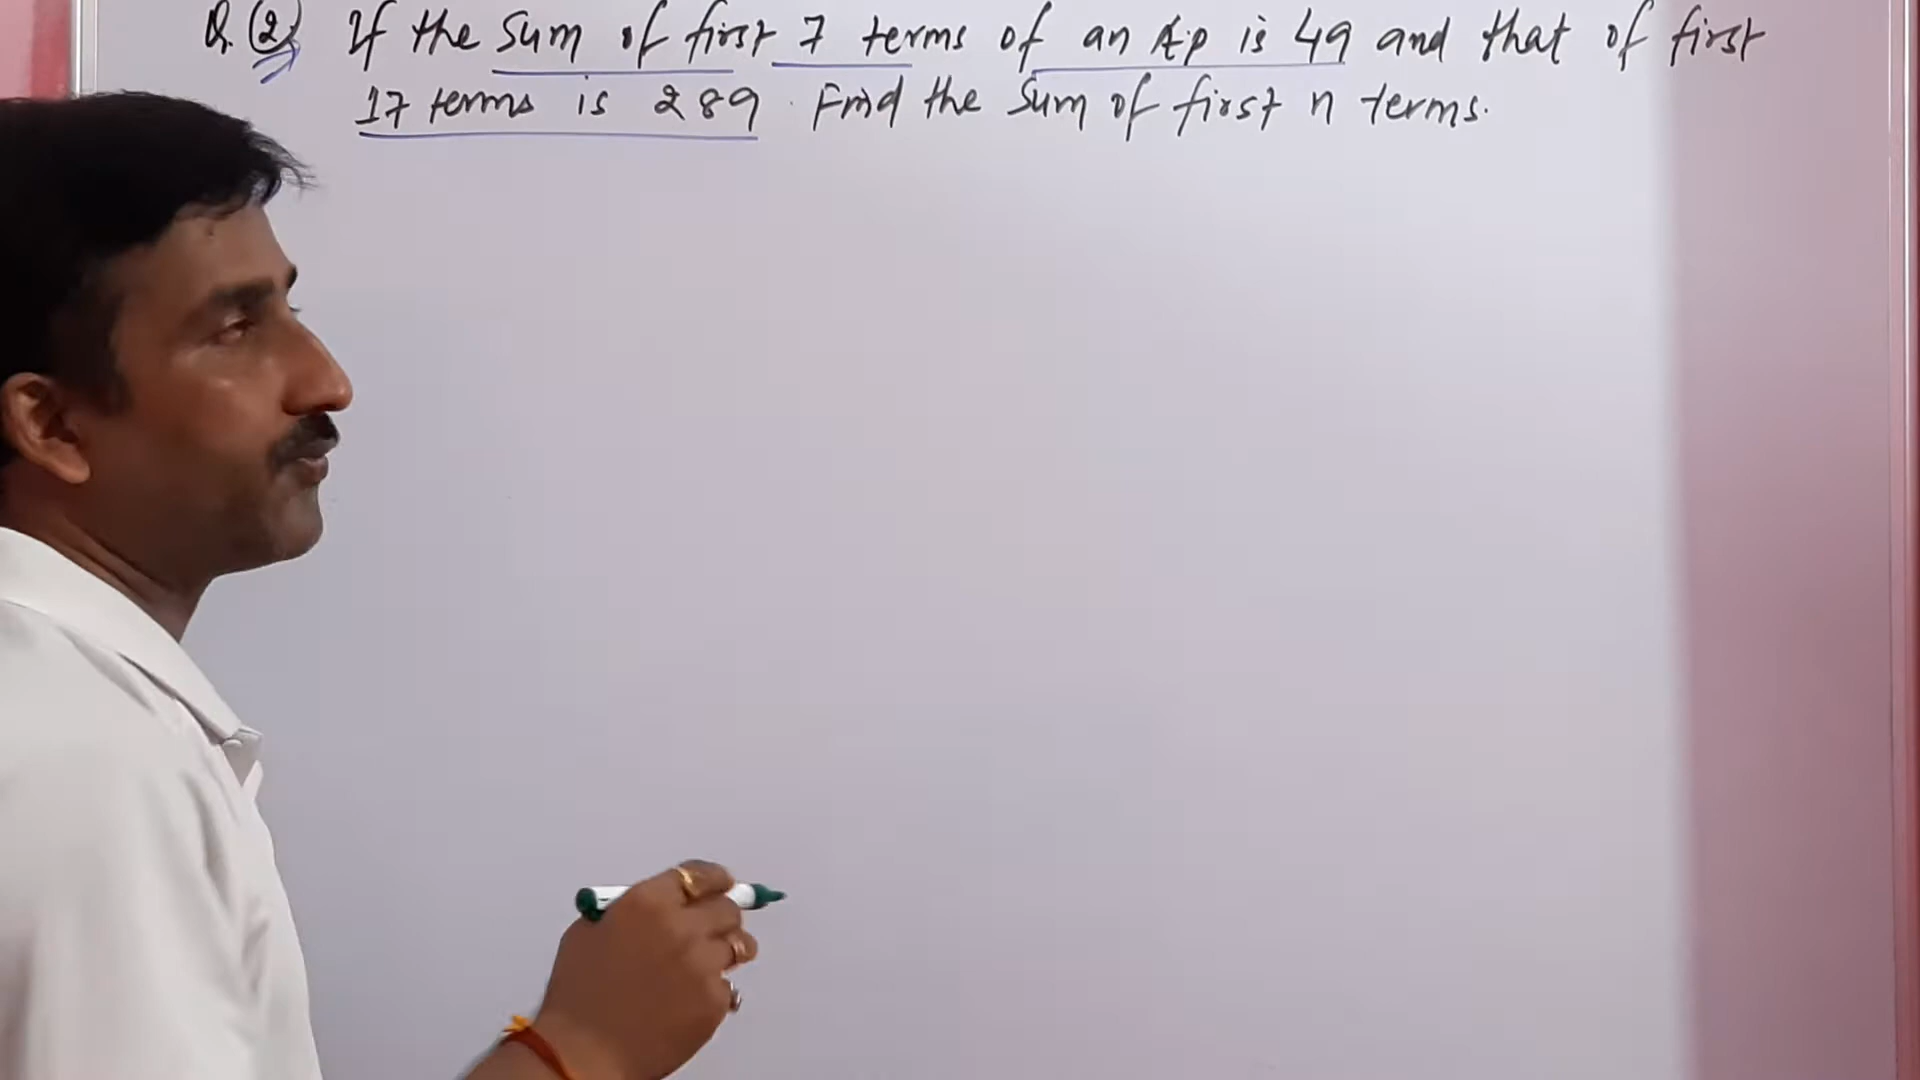 Q.(2) If the sum of first 7 terms of an A.P is 49 and that of first
17 terms is 289. Find the sum of first n terms.